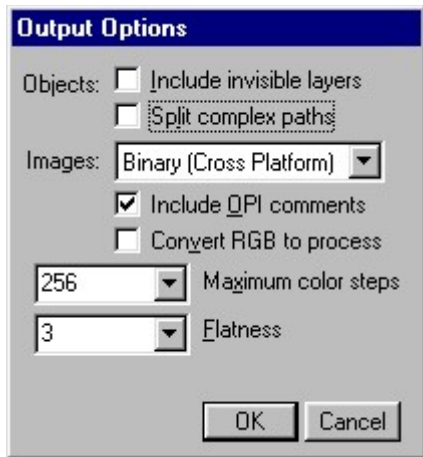 Output Options
Objects: Include invisible layers
Split complex paths
Images: Binary (Cross Platform)
Include OPI comments
Convert RGB to process
256 Maximum color steps
3 Flatness
OK Cancel